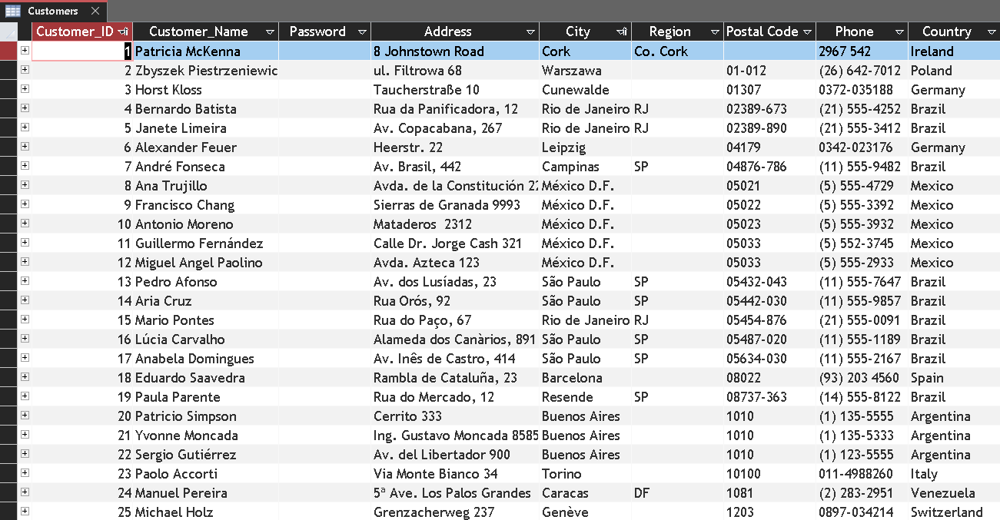 Customers
Customer_ID Customer_Name Password Address City Region Postal Code Phone Country
1 Patricia McKenna 8 Johnstown Road Cork Co. Cork 2967 542 Ireland
2 Zbyszek Piestrzeniewic ul. Filtrowa 68 Warszawa 01-012 (26) 642-7012 Poland
3 Horst Kloss Taucherstraße 10 Cunewalde 01307 0372-035188 Germany
4 Bernardo Batista Rua da Panificadora, 12 Rio de Janeiro RJ 02389-673 (21) 555-4252 Brazil
5 Janete Limeira Av. Copacabana, 267 Rio de Janeiro RJ 02389-890 (21) 555-3412 Brazil
6 Alexander Feuer Heerstr. 22 Leipzig 04179 0342-023176 Germany
7 André Fonseca Av. Brasil, 442 Campinas SP 04876-786 (11) 555-9482 Brazil
8 Ana Trujillo Avda. de la Constitución 22 México D.F. 05021 (5) 555-4729 Mexico
9 Francisco Chang Sierras de Granada 9993 México D.F. 05022 (5) 555-3392 Mexico
10 Antonio Moreno Mataderos 2312 México D.F. 05023 (5) 555-3932 Mexico
11 Guillermo Fernández Calle Dr. Jorge Cash 321 México D.F. 05033 (5) 552-3745 Mexico
12 Miguel Angel Paolino Avda. Azteca 123 México D.F. 05033 (5) 555-2933 Mexico
13 Pedro Afonso Av. dos Lusíadas, 23 São Paulo SP 05432-043 (11) 555-7647 Brazil
14 Aria Cruz Rua Orós, 92 São Paulo SP 05442-030 (11) 555-9857 Brazil
15 Mario Pontes Rua do Paço, 67 Rio de Janeiro RJ 05454-876 (21) 555-0091 Brazil
16 Lúcia Carvalho Alameda dos Canàrios, 891 São Paulo SP 05487-020 (11) 555-1189 Brazil
17 Anabela Domingues Av. Inês de Castro, 414 São Paulo SP 05634-030 (11) 555-2167 Brazil
18 Eduardo Saavedra Rambla de Cataluña, 23 Barcelona 08022 (93) 203 4560 Spain
19 Paula Parente Rua do Mercado, 12 Resende SP 08737-363 (14) 555-8122 Brazil
20 Patricio Simpson Cerrito 333 Buenos Aires 1010 (1) 135-5555 Argentina
21 Yvonne Moncada Ing. Gustavo Moncada 8585 Buenos Aires 1010 (1) 135-5333 Argentina
22 Sergio Gutiérrez Av. del Libertador 900 Buenos Aires 1010 (1) 123-5555 Argentina
23 Paolo Accorti Via Monte Bianco 34 Torino 10100 011-4988260 Italy
24 Manuel Pereira 5ª Ave. Los Palos Grandes Caracas DF 1081 (2) 283-2951 Venezuela
25 Michael Holz Grenzacherweg 237 Genève 1203 0897-034214 Switzerland